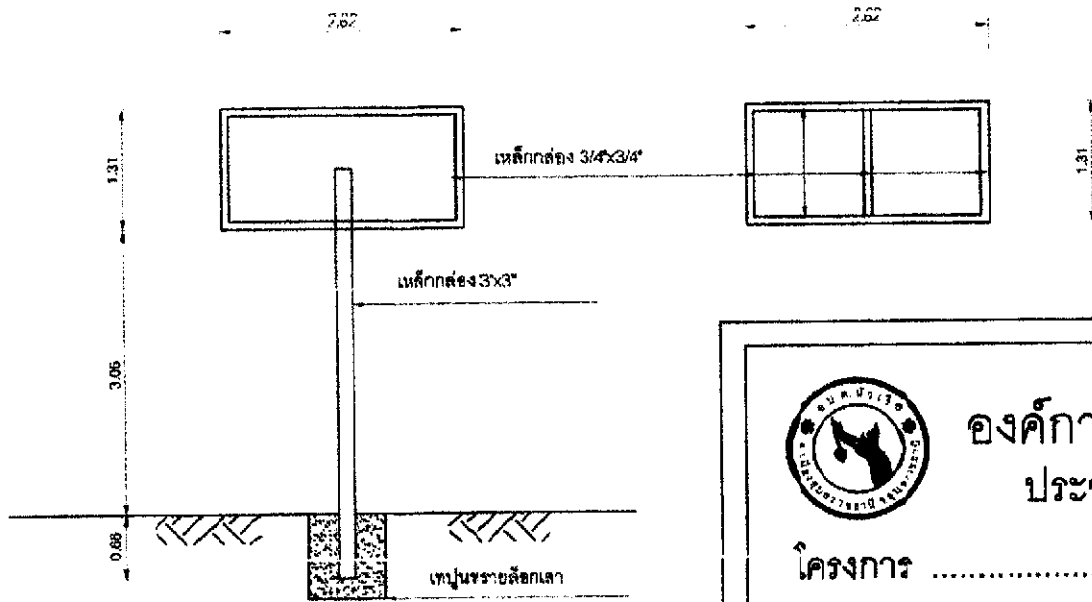 2.62
2.62
1.31
เหล็กกล่อง 3/4"x3/4"
1.31
เหล็กกล่อง 3"x3"
3.06
องค์กา
โครงการ ....................
0.66
เทปูนทรายล็อกเสา